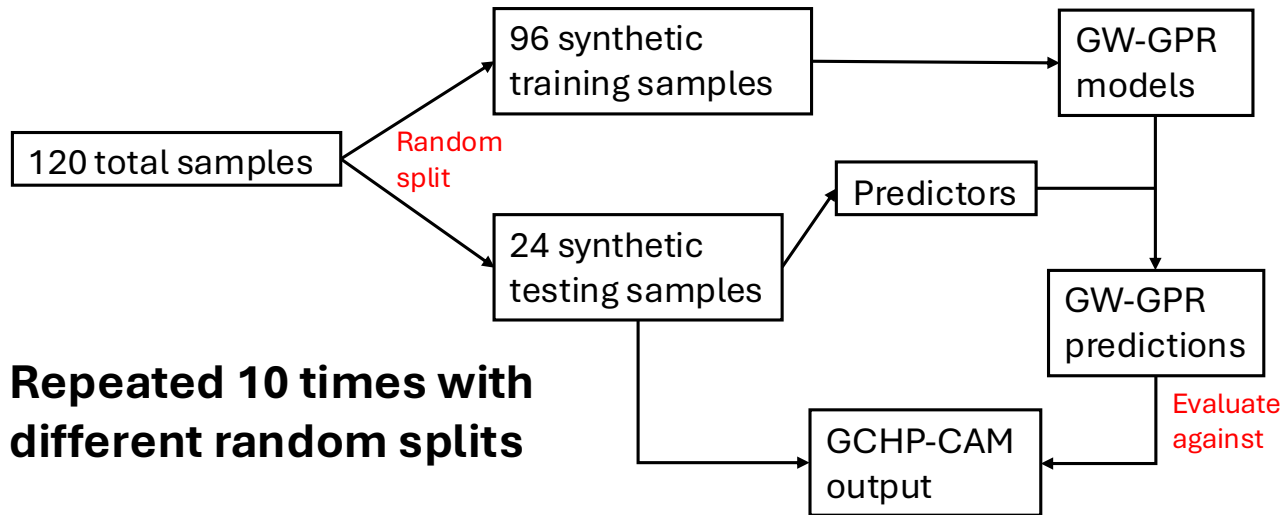 120 total samples
Random
split
96 synthetic
training samples
24 synthetic
testing samples
GW-GPR
models
Predictors
GW-GPR
predictions
Evaluate
against
GCHP-CAM
output
Repeated 10 times with
different random splits